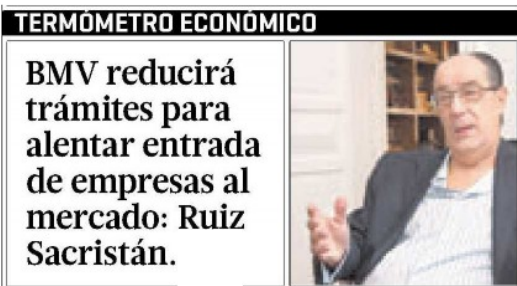 TERMÓMETRO ECONÓMICO
BMV reducirá
trámites para
alentar entrada
de empresas al
mercado: Ruiz
Sacristán.